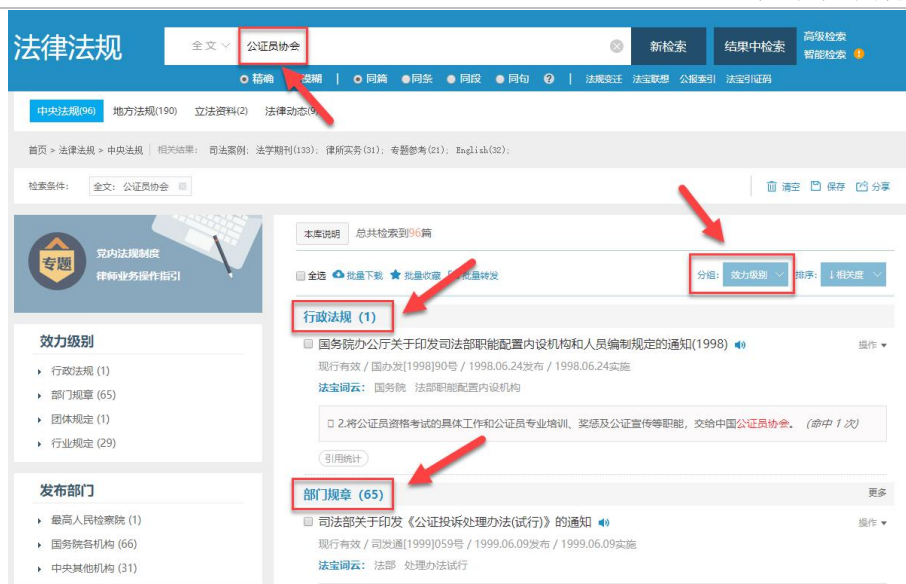 法律法规
全文 公证员协会 新检索 结果中检索 高级检索
智能检索
精确 模糊 | 同篇 同条 同段 同句 | 法规变迁 法宝联想 公报索引 法宝引证码
中央法规(96) 地方法规(190) 立法资料(2) 法律动态(9)
首页 > 法律法规 > 中央法规 | 相关结果: 司法案例; 法学期刊(133); 律所实务(31); 专题参考(21); English(32);
检索条件: 全文: 公证员协会 清空 保存 分享
专题 党内法规制度
律师业务操作指引
本库说明 总共检索到96篇
全选 批量下载 批量收藏 批量转发 分组: 效力级别 排序: ↓相关度
效力级别
行政法规 (1)
部门规章 (65)
团体规定 (1)
行业规定 (29)
发布部门
最高人民检察院 (1)
国务院各机构 (66)
中央其他机构 (31)
行政法规 (1)
国务院办公厅关于印发司法部职能配置内设机构和人员编制规定的通知(1998) 操作
现行有效 / 国办发[1998]90号 / 1998.06.24发布 / 1998.06.24实施
法宝词云: 国务院 法部职能配置内设机构
2.将公证员资格考试的具体工作和公证员专业培训、奖惩及公证宣传等职能，交给中国公证员协会。 (命中 1 次)
引用统计
部门规章 (65) 更多
司法部关于印发《公证投诉处理办法(试行)》的通知 操作
现行有效 / 司发通[1999]059号 / 1999.06.09发布 / 1999.06.09实施
法宝词云: 法部 处理办法试行